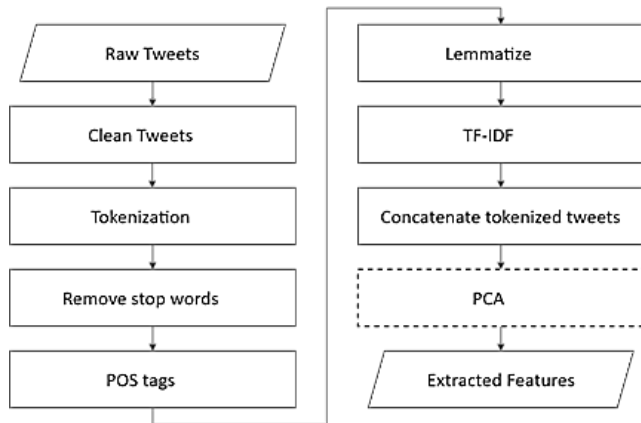 Raw Tweets
Clean Tweets
Tokenization
Remove stop words
POS tags
Lemmatize
TF-IDF
Concatenate tokenized tweets
PCA
Extracted Features